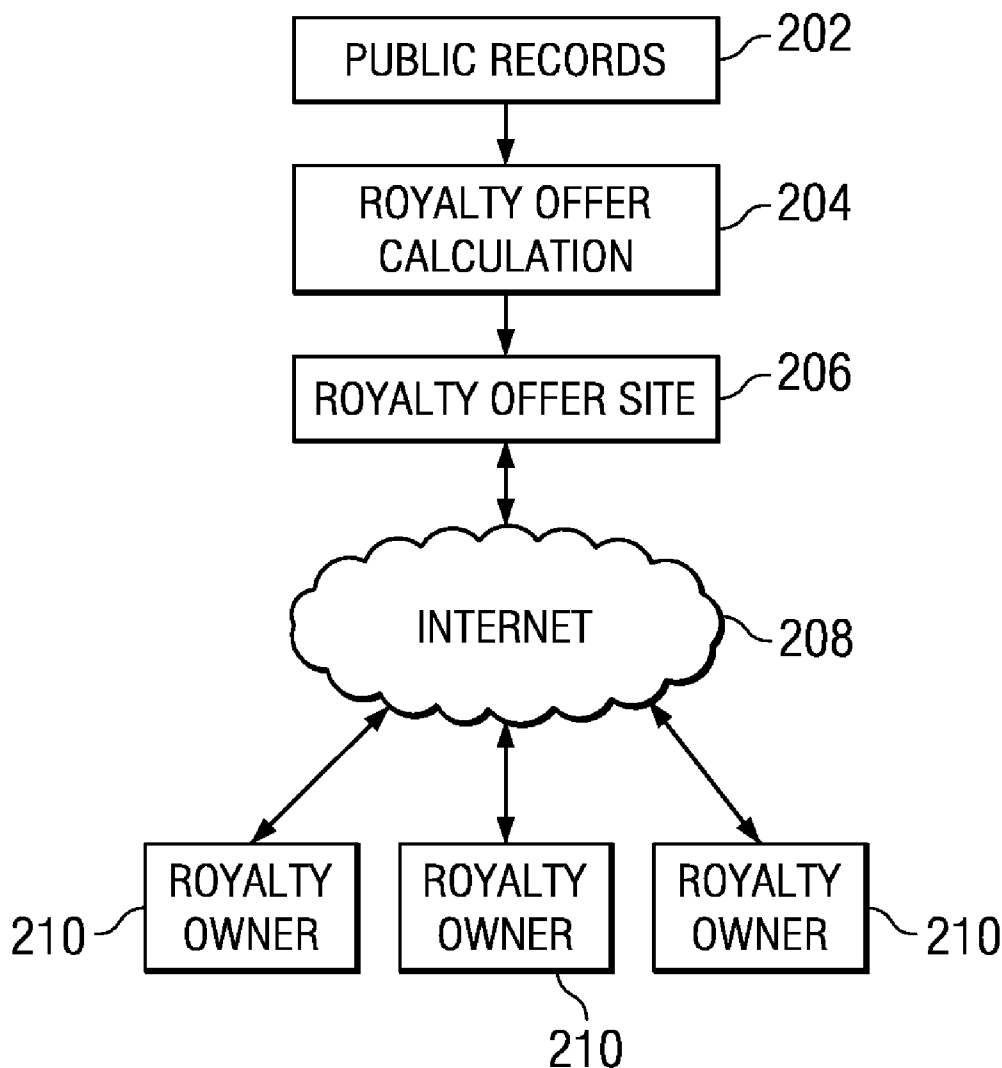 PUBLIC RECORDS
202
ROYALTY OFFER
CALCULATION
204
ROYALTY OFFER SITE
206
INTERNET
208
ROYALTY
OWNER
210
ROYALTY
OWNER
210
ROYALTY
OWNER
210